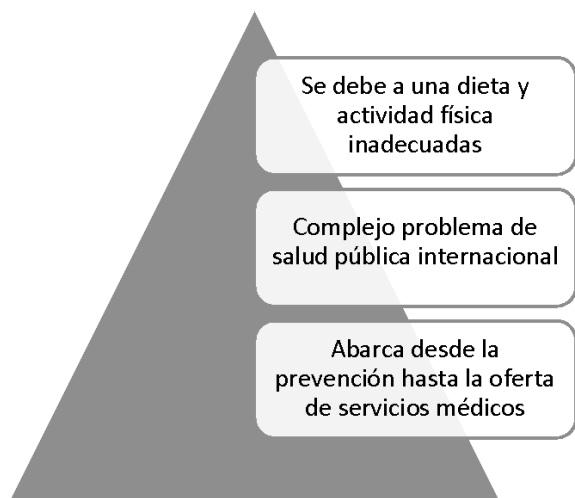 Se debe a una dieta y
actividad física
inadecuadas
Complejo problema de
salud pública internacional
Abarca desde la
prevención hasta la oferta
de servicios médicos